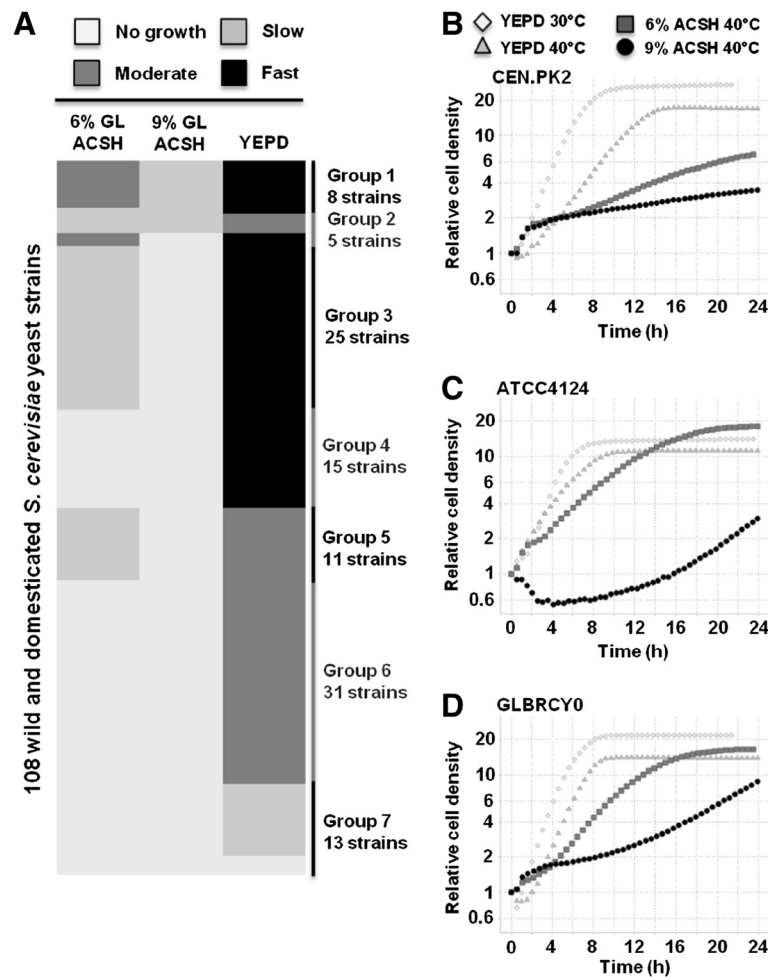 A
No growth
Slow
Moderate
Fast
6% GL
ACSH
9% GL
ACSH
YEPD
108 wild and domesticated S. cerevisiae yeast strains
Group 1
8 strains
Group 2
5 strains
Group 3
25 strains
Group 4
15 strains
Group 5
11 strains
Group 6
31 strains
Group 7
13 strains
B
YEPD 30°C
6% ACSH 40°C
YEPD 40°C
9% ACSH 40°C
CEN.PK2
Relative cell density
20
10
6
4
2
1
0.6
0 4 8 12 16 20 24
Time (h)
C
ATCC4124
Relative cell density
20
10
6
4
2
1
0.6
0 4 8 12 16 20 24
Time (h)
D
GLBRCY0
Relative cell density
20
10
6
4
2
1
0.6
0 4 8 12 16 20 24
Time (h)